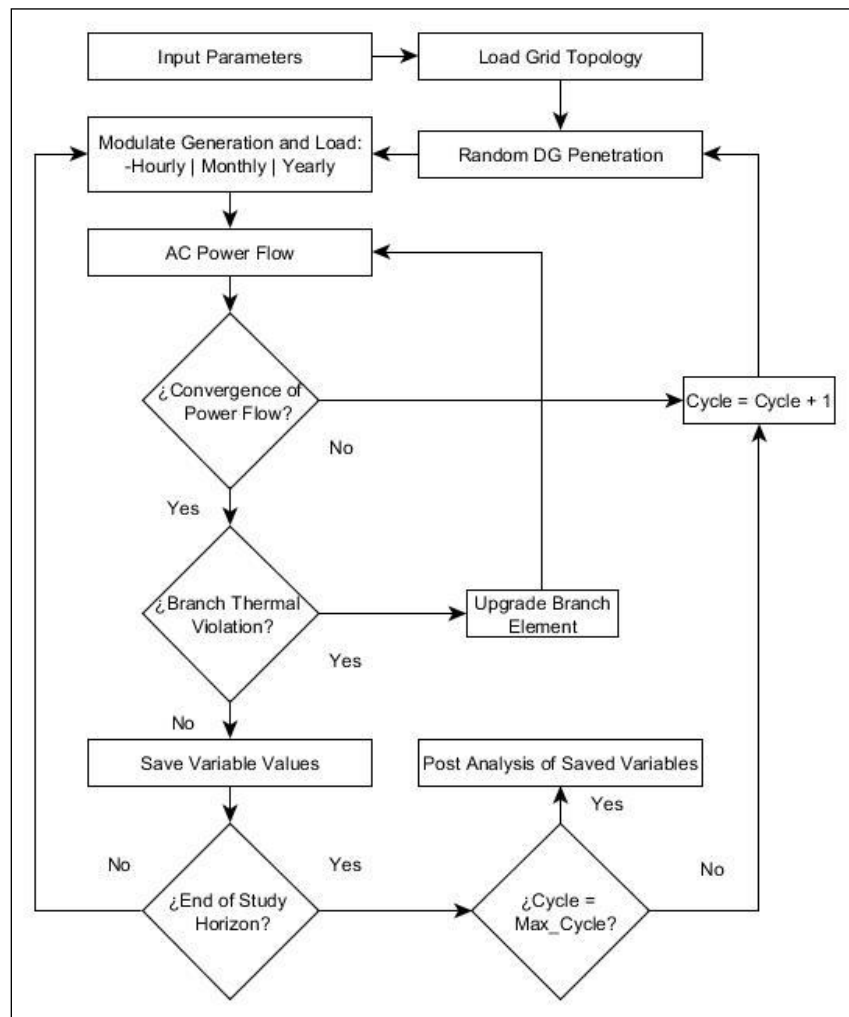 Input Parameters
Load Grid Topology
Modulate Generation and Load:
-Hourly | Monthly | Yearly
Random DG Penetration
AC Power Flow
¿Convergence of
Power Flow?
Cycle = Cycle + 1
No
Yes
¿Branch Thermal
Violation?
Upgrade Branch
Element
Yes
No
Save Variable Values
Post Analysis of Saved Variables
Yes
No
Yes
No
¿End of Study
Horizon?
¿Cycle =
Max_Cycle?